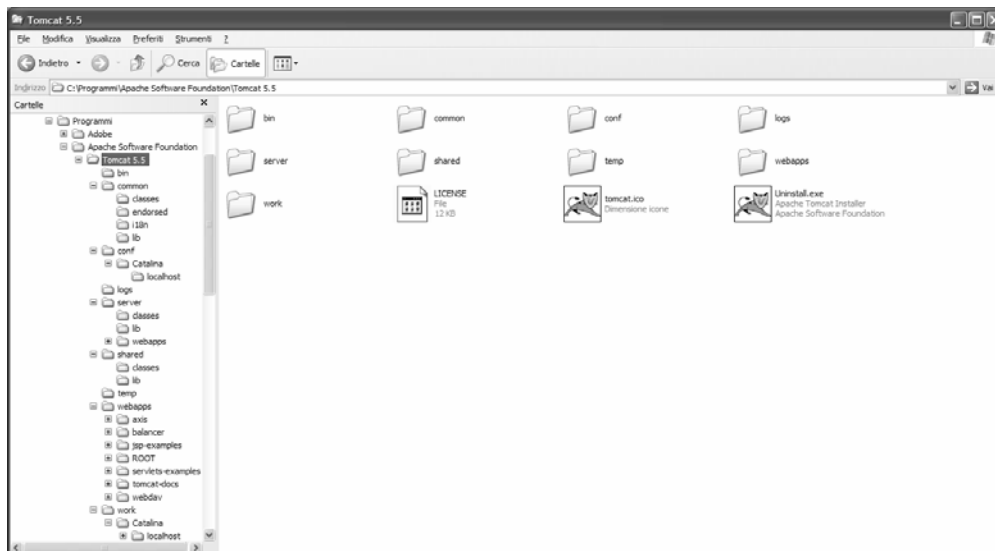 Tomcat 5.5
File Modifica Visualizza Preferiti Strumenti ?
Indietro Cerca Cartelle
Indirizzo C:\Programmi\Apache Software Foundation\Tomcat 5.5 Vai
Cartelle
Programmi
Adobe
Apache Software Foundation
Tomcat 5.5
bin
common
classes
endorsed
i18n
lib
conf
Catalina
localhost
logs
server
classes
lib
webapps
shared
classes
lib
temp
webapps
axis
balancer
jsp-examples
ROOT
servlets-examples
tomcat-docs
webdav
work
Catalina
localhost
bin
common
conf
logs
server
shared
temp
webapps
work
LICENSE
File
12 KB
tomcat.ico
Dimensione icone
Uninstall.exe
Apache Tomcat Installer
Apache Software Foundation